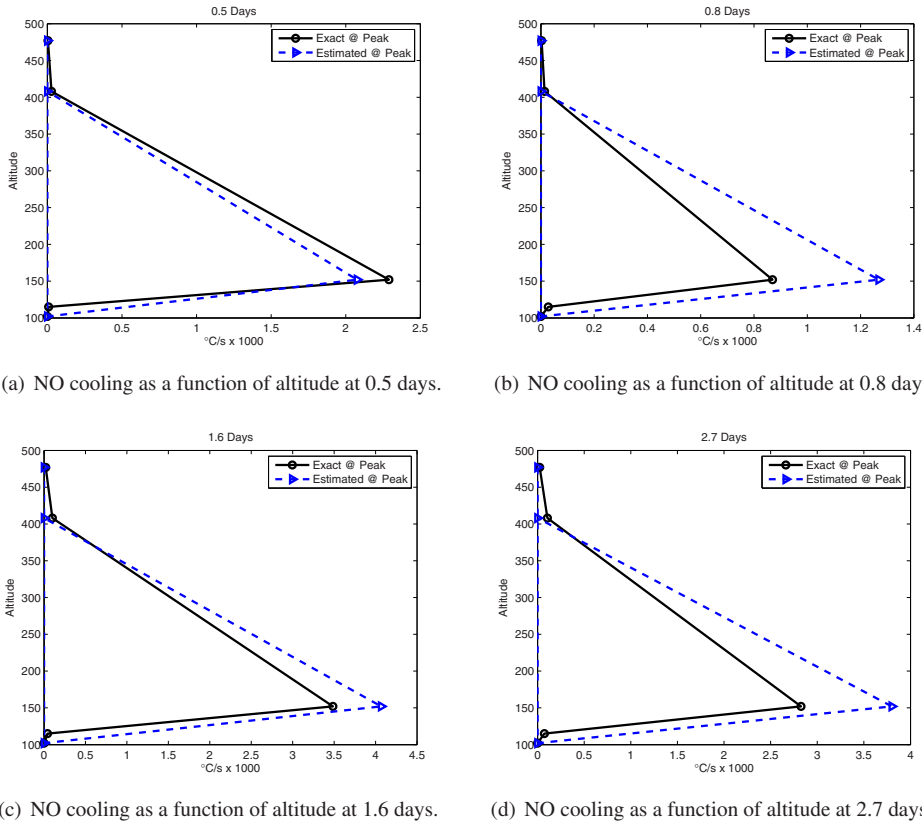 0.5 Days
500
450
400
350
300
250
200
150
100
Altitude
Exact @ Peak
Estimated @ Peak
0 0.5 1 1.5 2 2.5
°C/s x 1000
(a) NO cooling as a function of altitude at 0.5 days.
0.8 Days
500
450
400
350
300
250
200
150
100
Altitude
Exact @ Peak
Estimated @ Peak
0 0.2 0.4 0.6 0.8 1 1.2 1.4
°C/s x 1000
(b) NO cooling as a function of altitude at 0.8 day
1.6 Days
500
450
400
350
300
250
200
150
100
Altitude
Exact @ Peak
Estimated @ Peak
0 0.5 1 1.5 2 2.5 3 3.5 4 4.5
°C/s x 1000
(c) NO cooling as a function of altitude at 1.6 days.
2.7 Days
500
450
400
350
300
250
200
150
100
Altitude
Exact @ Peak
Estimated @ Peak
0 0.5 1 1.5 2 2.5 3 3.5 4
°C/s x 1000
(d) NO cooling as a function of altitude at 2.7 day